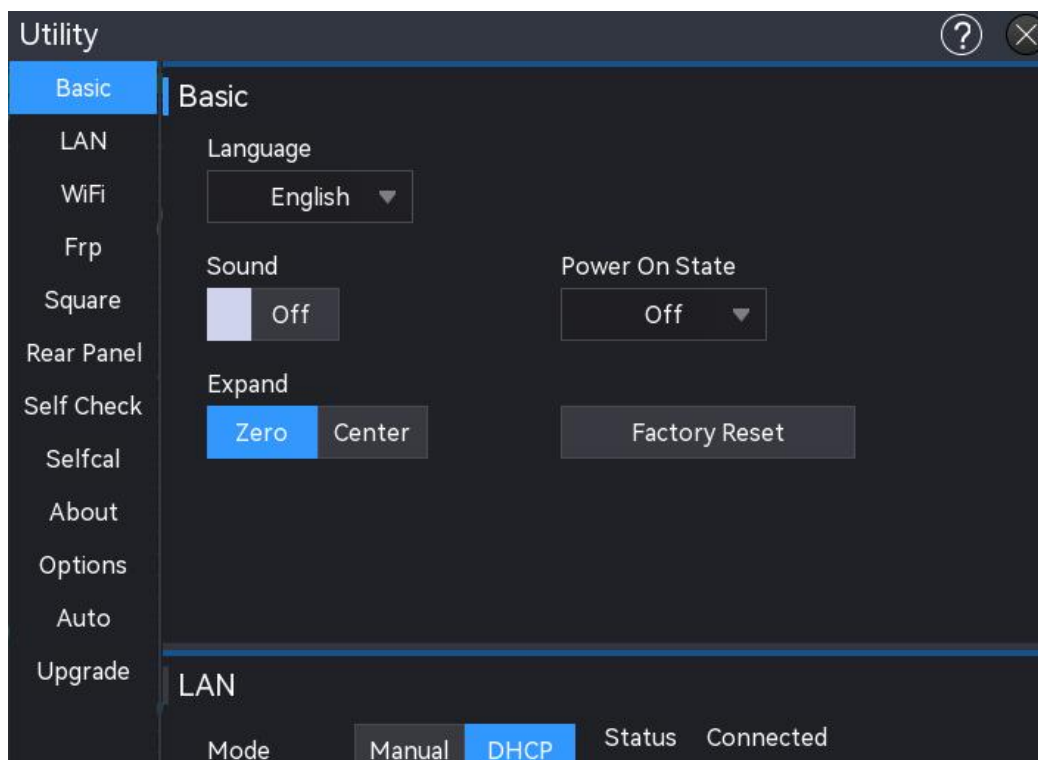 Utility
?
Basic
LAN
WiFi
Frp
Square
Rear Panel
Self Check
Selfcal
About
Options
Auto
Upgrade
Basic
Language
English
Sound
Power On State
Off
Off
Expand
Zero Center
Factory Reset
LAN
Mode Manual DHCP Status Connected